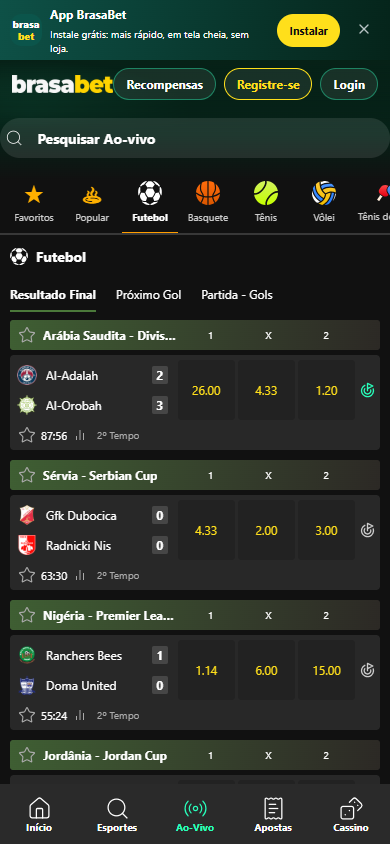 brasa
bet
App BrasaBet
Instale grátis: mais rápido, em tela cheia, sem
loja.
Instalar
brasabet
Recompensas
Registre-se
Login
Pesquisar Ao-vivo
Favoritos
Popular
Futebol
Basquete
Tênis
Vôlei
Tênis de
Futebol
Resultado Final
Próximo Gol
Partida - Gols
Arábia Saudita - Divis... 1 X 2
Al-Adalah 2
Al-Orobah 3
26.00 4.33 1.20
87:56 2º Tempo
Sérvia - Serbian Cup 1 X 2
Gfk Dubocica 0
Radnicki Nis 0
4.33 2.00 3.00
63:30 2º Tempo
Nigéria - Premier Lea... 1 X 2
Ranchers Bees 1
Doma United 0
1.14 6.00 15.00
55:24 2º Tempo
Jordânia - Jordan Cup 1 X 2
Início
Esportes
Ao-Vivo
Apostas
Cassino